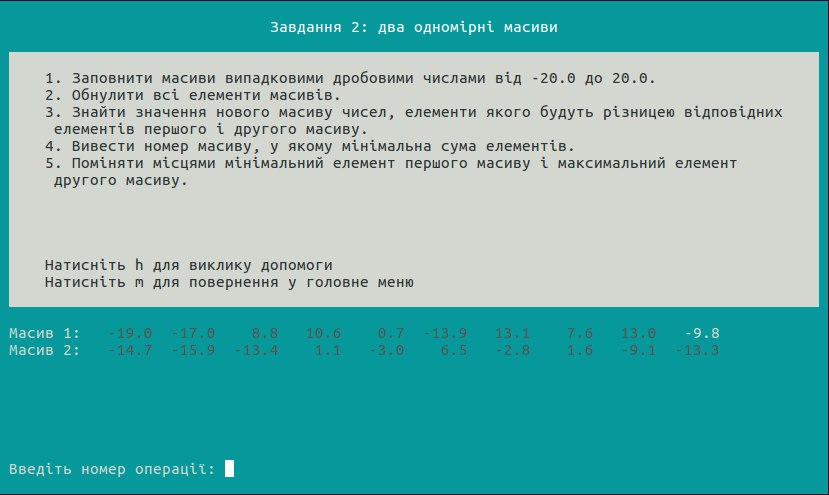 Завдання 2: два одномірні масиви
1. Заповнити масиви випадковими дробовими числами від -20.0 до 20.0.
2. Обнулити всі елементи масивів.
3. Знайти значення нового масиву чисел, елементи якого будуть різницею відповідних
елементів першого і другого масиву.
4. Вивести номер масиву, у якому мінімальна сума елементів.
5. Поміняти місцями мінімальний елемент першого масиву і максимальний елемент
другого масиву.
Натисніть h для виклику допомоги
Натисніть m для повернення у головне меню
Масив 1: -19.0 -17.0 8.8 10.6 0.7 -13.9 13.1 7.6 13.0 -9.8
Масив 2: -14.7 -15.9 -13.4 1.1 -3.0 6.5 -2.8 1.6 -9.1 -13.3
Введіть номер операції: